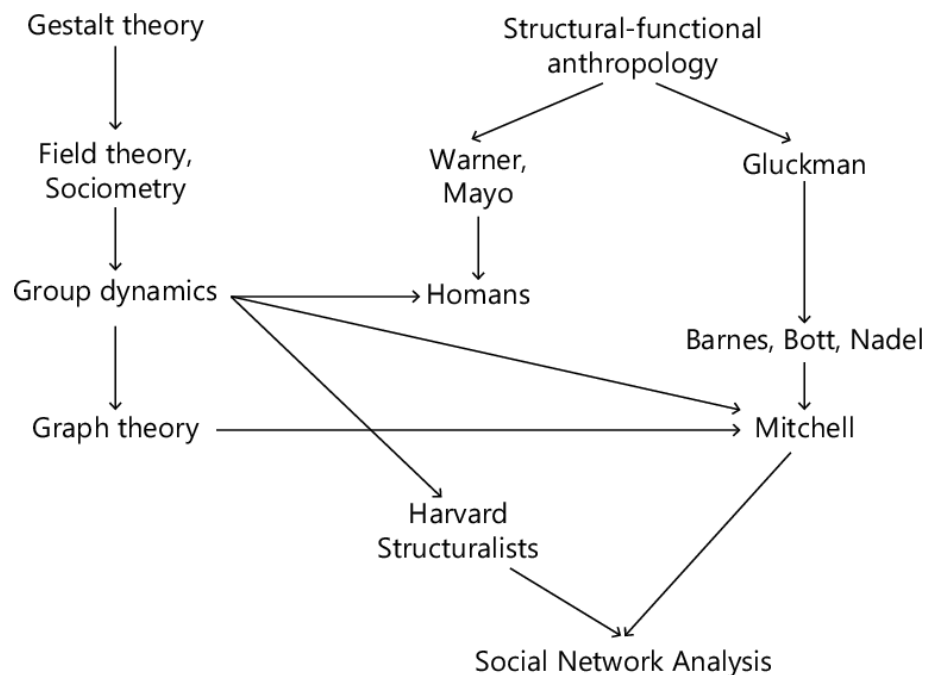 Gestalt theory
Structural-functional
anthropology
Field theory,
Sociometry
Warner,
Mayo
Gluckman
Group dynamics
Homans
Barnes, Bott, Nadel
Graph theory
Mitchell
Harvard
Structuralists
Social Network Analysis